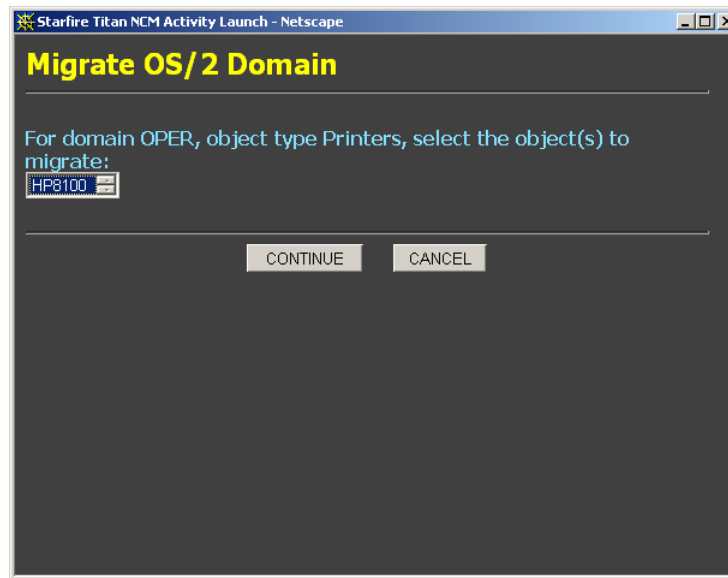 Starfire Titan NCM Activity Launch - Netscape
Migrate OS/2 Domain
For domain OPER, object type Printers, select the object(s) to
migrate:
HP8100
CONTINUE CANCEL